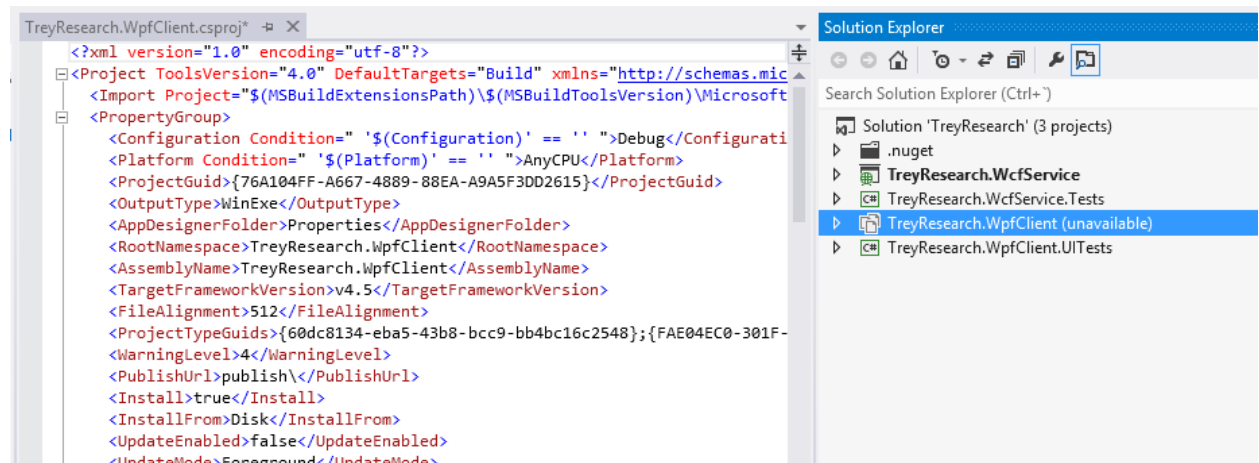 TreyResearch.WpfClient.csproj*
<?xml version="1.0" encoding="utf-8"?>
<Project ToolsVersion="4.0" DefaultTargets="Build" xmlns="http://schemas.mic
<Import Project="$(MSBuildExtensionsPath)\$(MSBuildToolsVersion)\Microsoft
<PropertyGroup>
<Configuration Condition=" '$(Configuration)' == '' ">Debug</Configurati
<Platform Condition=" '$(Platform)' == '' ">AnyCPU</Platform>
<ProjectGuid>{76A104FF-A667-4889-88EA-A9A5F3DD2615}</ProjectGuid>
<OutputType>WinExe</OutputType>
<AppDesignerFolder>Properties</AppDesignerFolder>
<RootNamespace>TreyResearch.WpfClient</RootNamespace>
<AssemblyName>TreyResearch.WpfClient</AssemblyName>
<TargetFrameworkVersion>v4.5</TargetFrameworkVersion>
<FileAlignment>512</FileAlignment>
<ProjectTypeGuids>{60dc8134-eba5-43b8-bcc9-bb4bc16c2548};{FAE04EC0-301F-
<WarningLevel>4</WarningLevel>
<PublishUrl>publish\</PublishUrl>
<Install>true</Install>
<InstallFrom>Disk</InstallFrom>
<UpdateEnabled>false</UpdateEnabled>
<UpdateMode>Foreground</UpdateMode>
Solution Explorer
Search Solution Explorer (Ctrl+`)
Solution 'TreyResearch' (3 projects)
.nuget
TreyResearch.WcfService
C# TreyResearch.WcfService.Tests
TreyResearch.WpfClient (unavailable)
C# TreyResearch.WpfClient.UITests